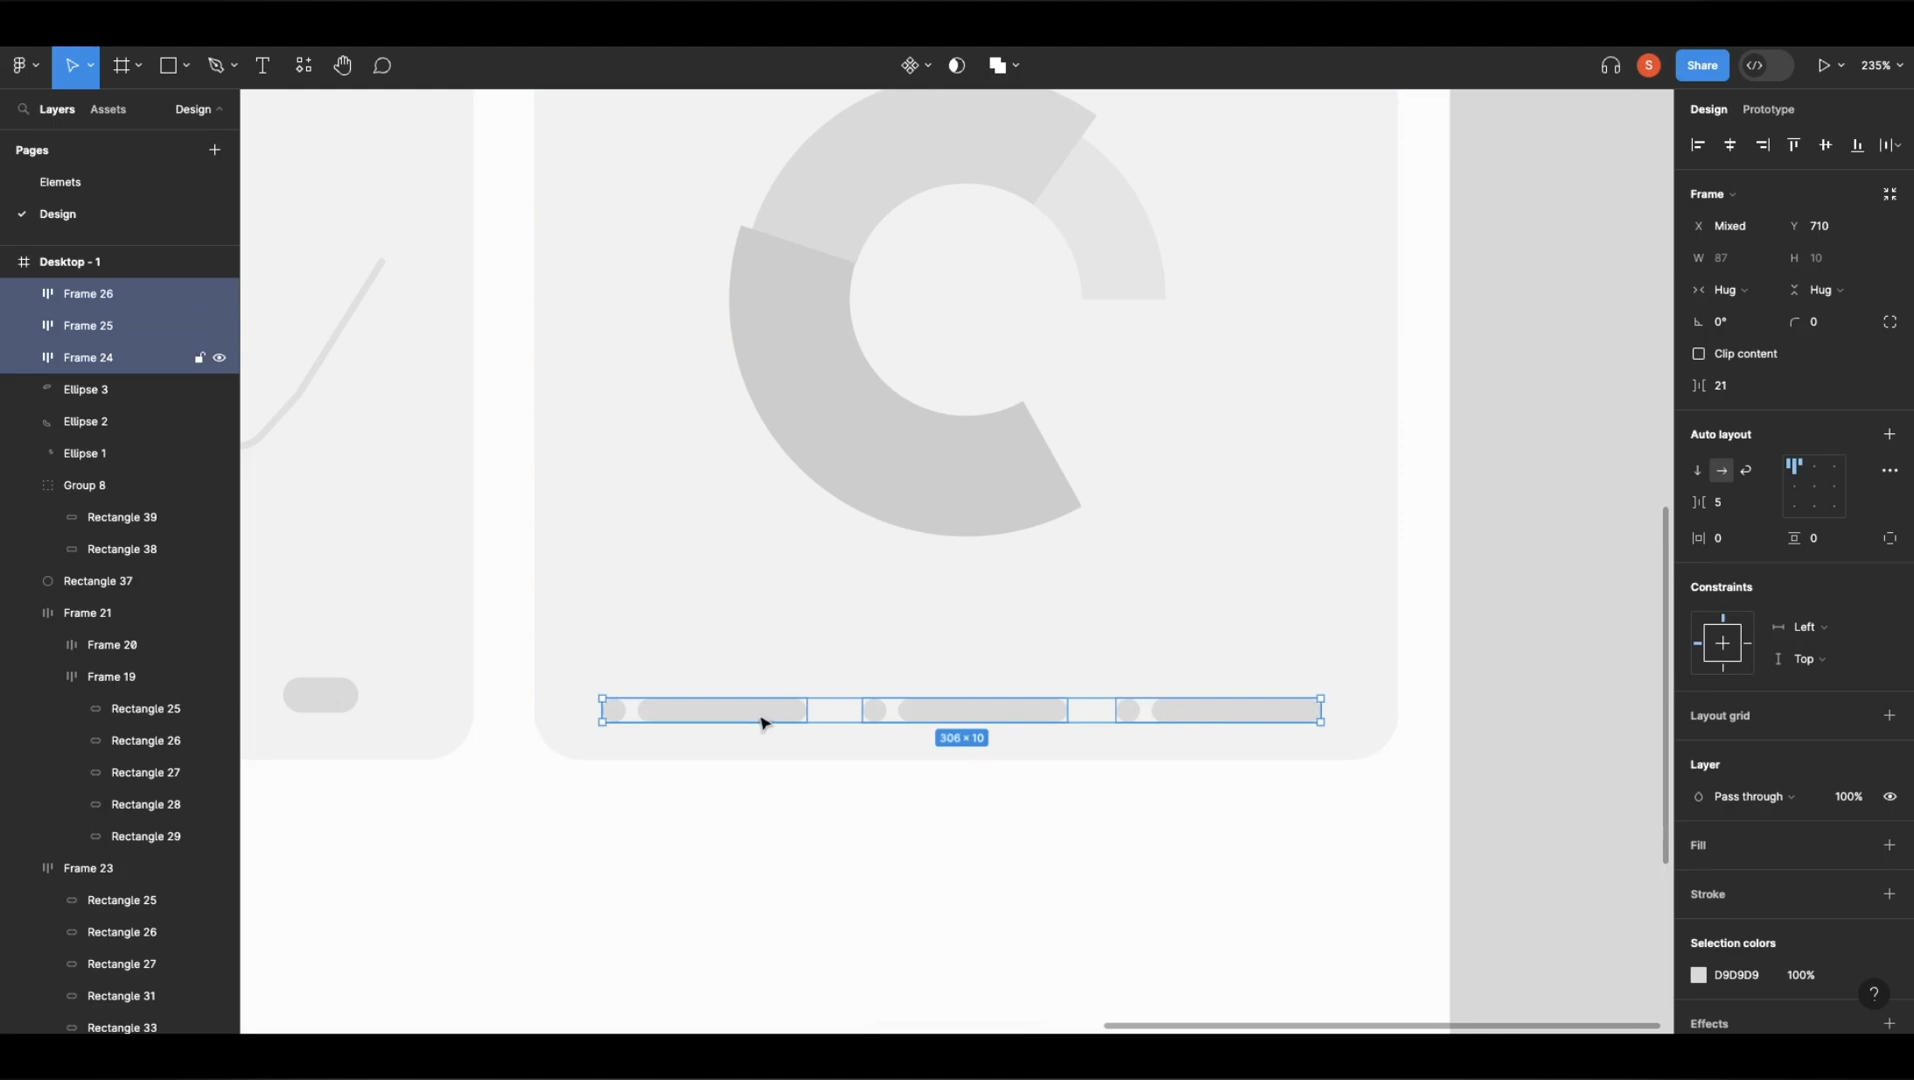 S
Share
235%
Layers
Assets
Design
Pages
Elemets
Design
Desktop - 1
Frame 26
Frame 25
Frame 24
Ellipse 3
Ellipse 2
Ellipse 1
Group 8
Rectangle 39
Rectangle 38
Rectangle 37
Frame 21
Frame 20
Frame 19
Rectangle 25
Rectangle 26
Rectangle 27
Rectangle 28
Rectangle 29
Frame 23
Rectangle 25
Rectangle 26
Rectangle 27
Rectangle 31
Rectangle 33
306 × 10
Design
Prototype
Frame
X Mixed Y 710
W 87 H 10
Hug Hug
0° 0
Clip content
21
Auto layout
5
0 0
Constraints
Left
Top
Layout grid
Layer
Pass through 100%
Fill
Stroke
Selection colors
D9D9D9 100%
?
Effects